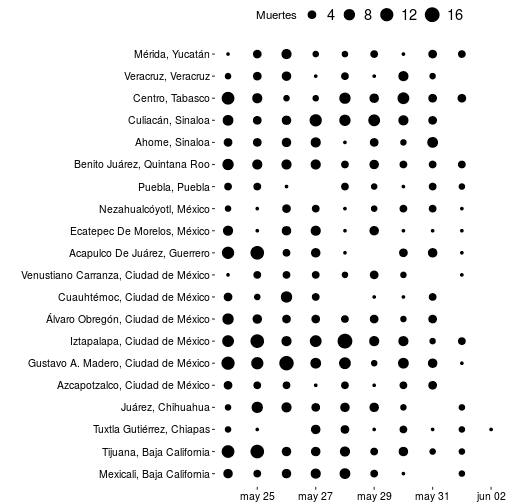 Muertes 4 8 12 16
Mérida, Yucatán
Veracruz, Veracruz
Centro, Tabasco
Culiacán, Sinaloa
Ahome, Sinaloa
Benito Juárez, Quintana Roo
Puebla, Puebla
Nezahualcóyotl, México
Ecatepec De Morelos, México
Acapulco De Juárez, Guerrero
Venustiano Carranza, Ciudad de México
Cuauhtémoc, Ciudad de México
Álvaro Obregón, Ciudad de México
Iztapalapa, Ciudad de México
Gustavo A. Madero, Ciudad de México
Azcapotzalco, Ciudad de México
Juárez, Chihuahua
Tuxtla Gutiérrez, Chiapas
Tijuana, Baja California
Mexicali, Baja California
may 25 may 27 may 29 may 31 jun 02